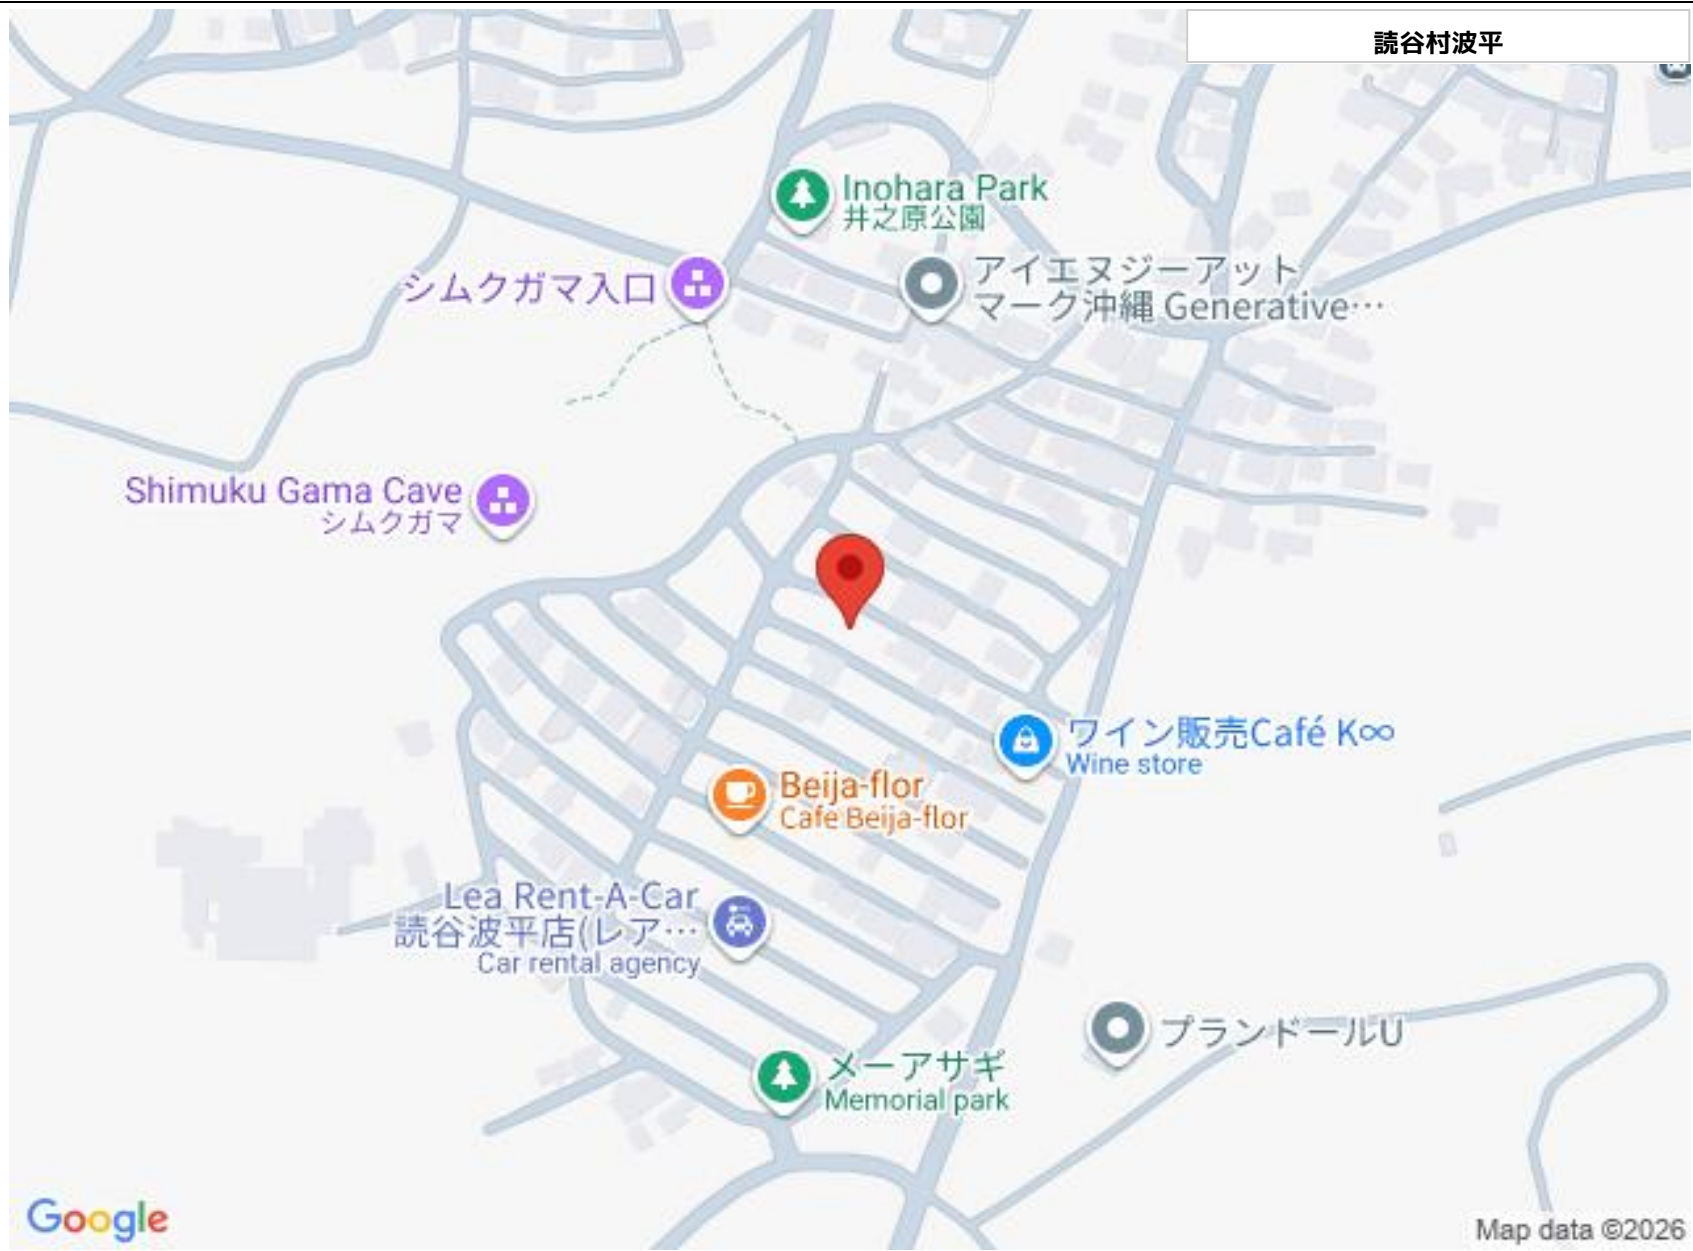 読谷村波平
Inohara Park
井之原公園
シムクガマ入口
アイエヌジーアット
マーク沖縄 Generative…
Shimuku Gama Cave
シムクガマ
ワイン販売Café K∞
Wine store
Beija-flor
Cafe Beija-flor
Lea Rent-A-Car
読谷波平店(レア…
Car rental agency
プランドールU
メーアサギ
Memorial park
Google
Map data ©2026